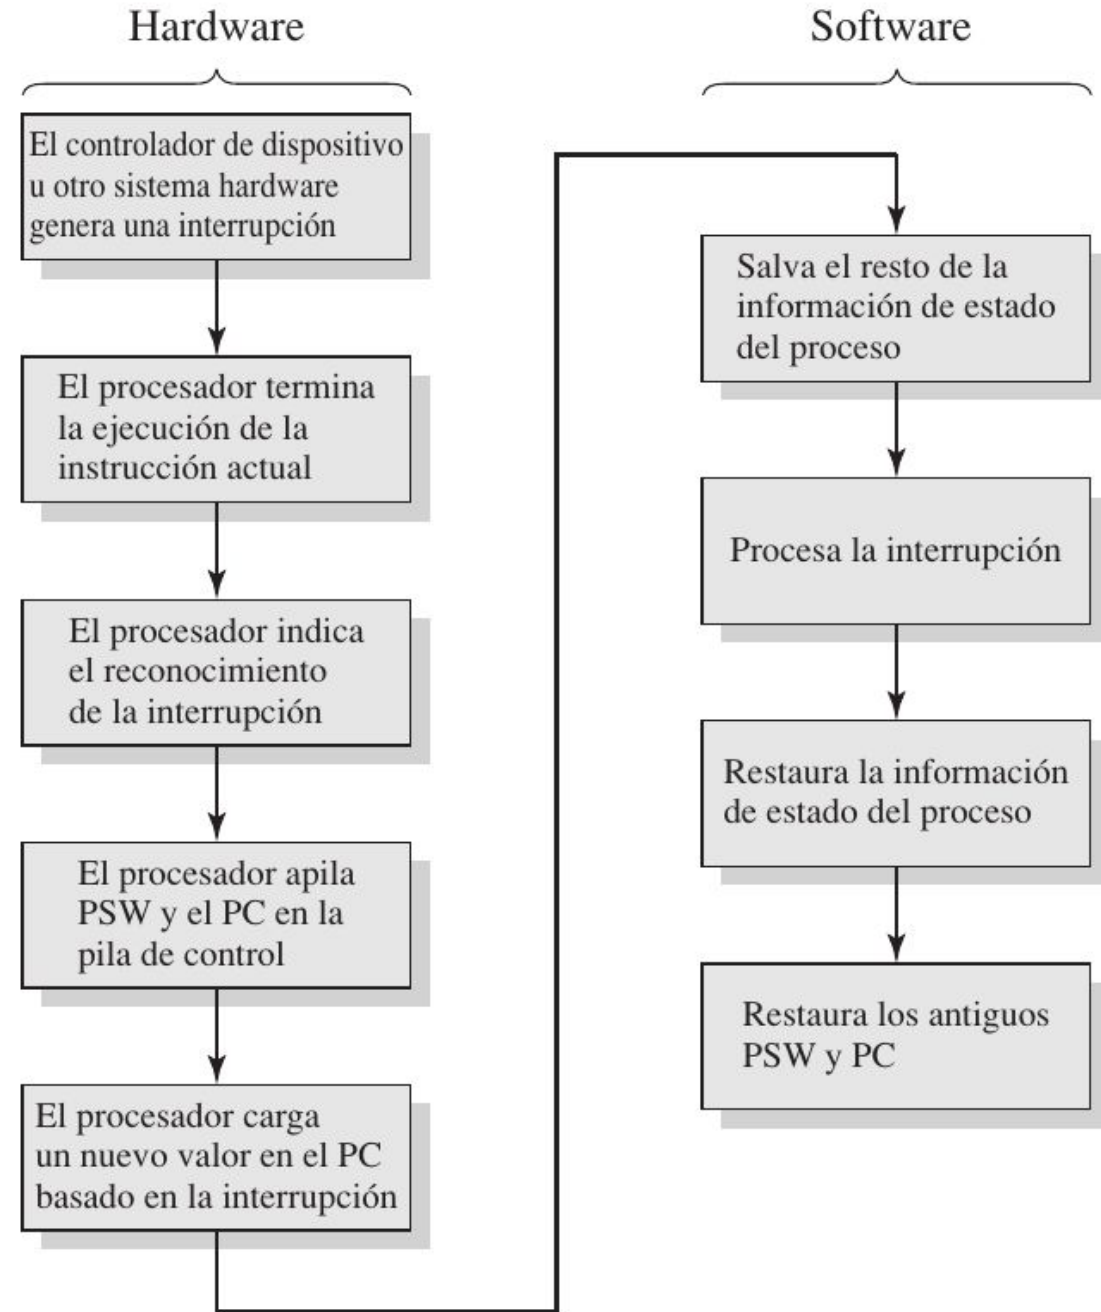 Hardware
El controlador de dispositivo
u otro sistema hardware
genera una interrupción
El procesador termina
la ejecución de la
instrucción actual
El procesador indica
el reconocimiento
de la interrupción
El procesador apila
PSW y el PC en la
pila de control
El procesador carga
un nuevo valor en el PC
basado en la interrupción
Software
Salva el resto de la
información de estado
del proceso
Procesa la interrupción
Restaura la información
de estado del proceso
Restaura los antiguos
PSW y PC